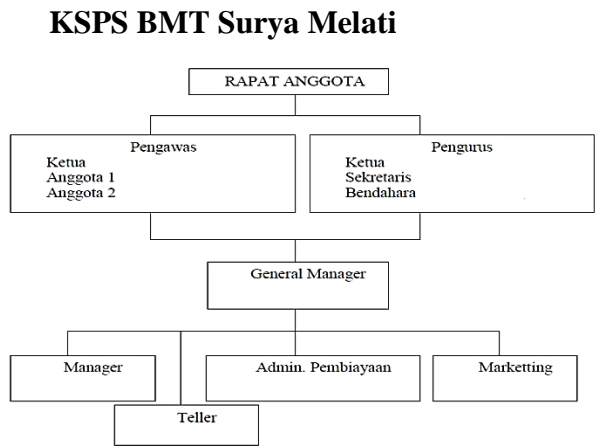 KSPS BMT Surya Melati
RAPAT ANGGOTA
Pengawas
Ketua
Anggota 1
Anggota 2
Pengurus
Ketua
Sekretaris
Bendahara
General Manager
Manager
Admin. Pembiayaan
Marketting
Teller